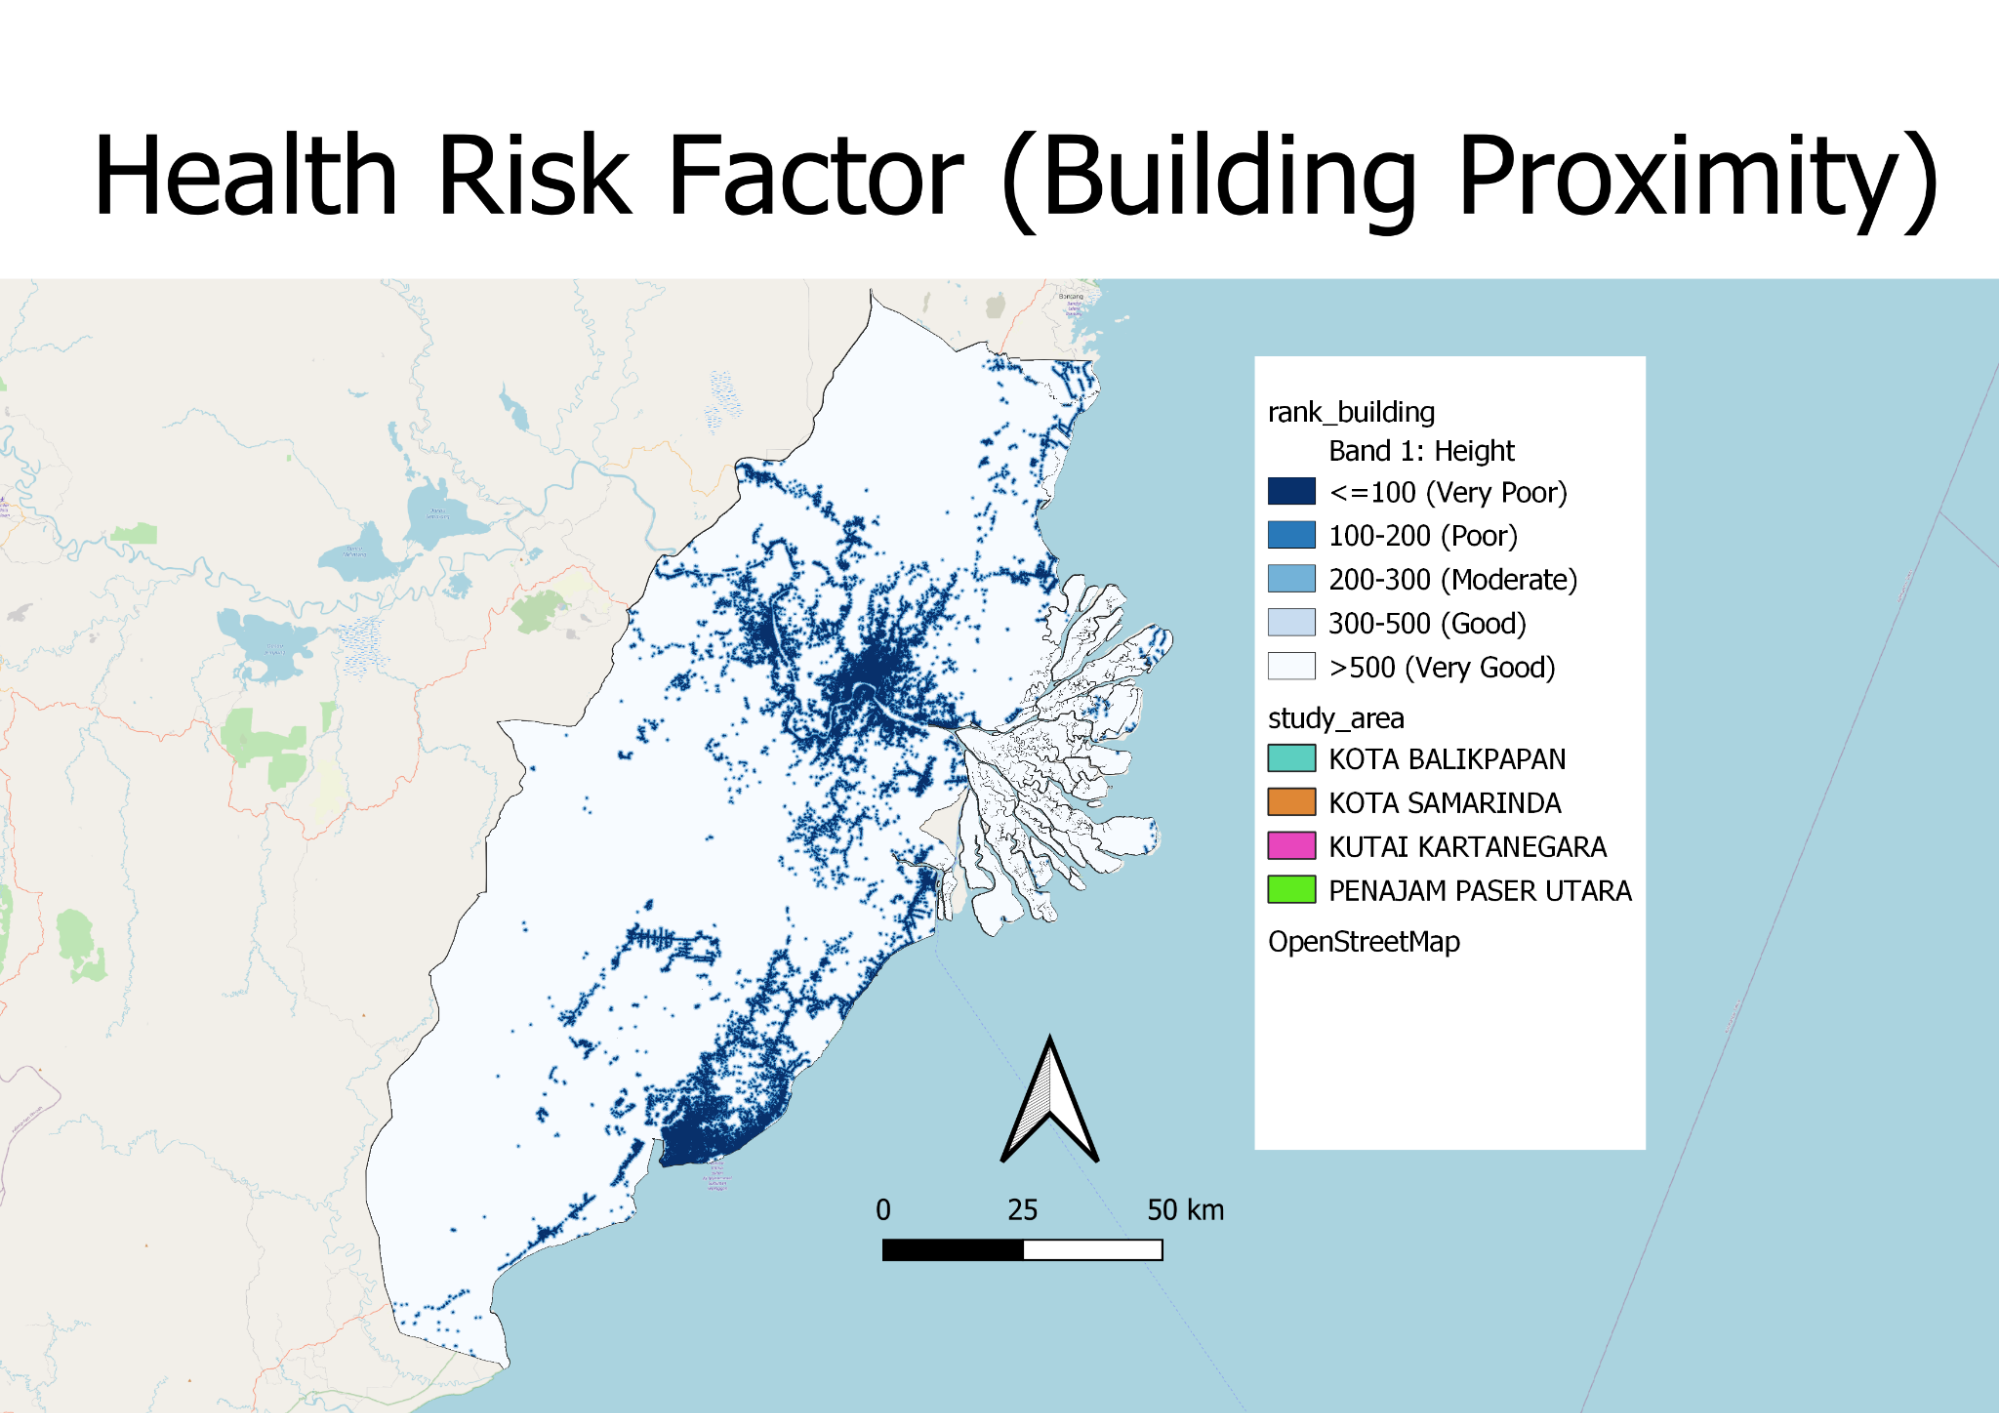 Health Risk Factor (Building Proximity)
Bontang
rank_building
Band 1: Height
<=100 (Very Poor)
100-200 (Poor)
200-300 (Moderate)
300-500 (Good)
>500 (Very Good)
study_area
KOTA BALIKPAPAN
KOTA SAMARINDA
KUTAI KARTANEGARA
PENAJAM PASER UTARA
OpenStreetMap
0 25 50 km